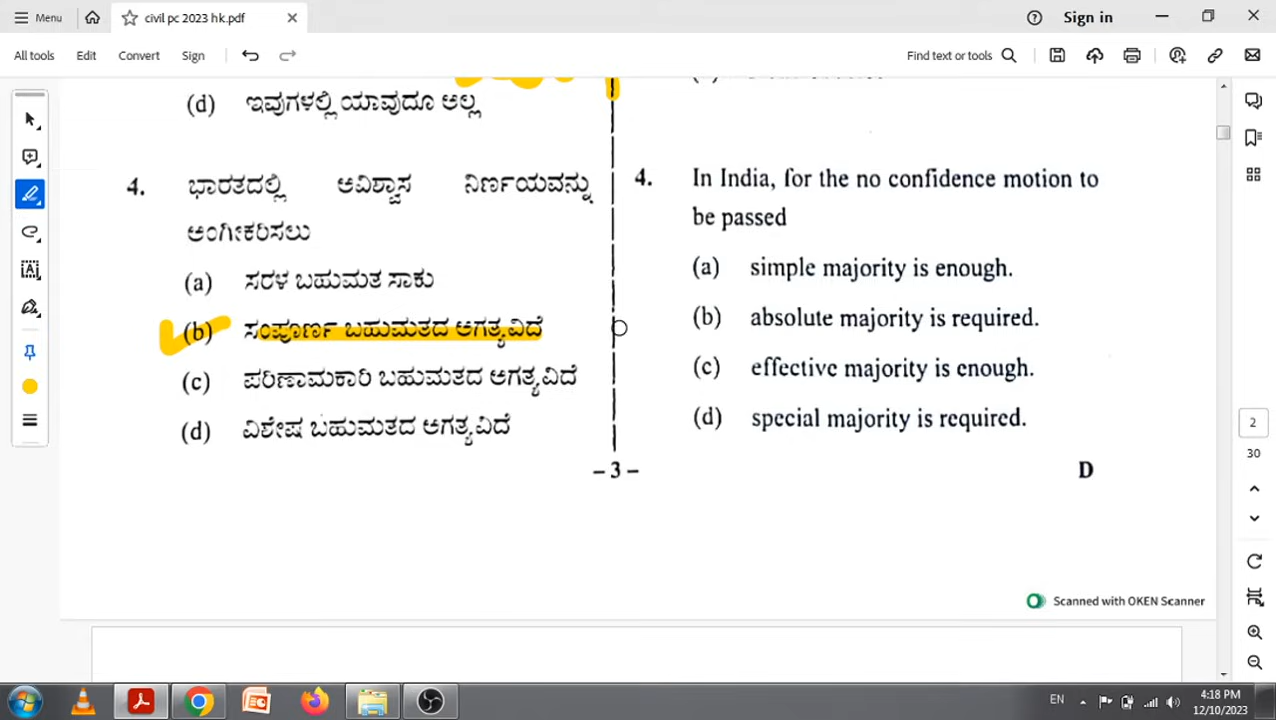 Menu
civil pc 2023 hk.pdf
Sign in
All tools
Edit
Convert
Sign
Find text or tools
(d) ಇವುಗಳಲ್ಲಿ ಯಾವುದೂ ಅಲ್ಲ
4. ಭಾರತದಲ್ಲಿ ಅವಿಶ್ವಾಸ ನಿರ್ಣಯವನ್ನು
ಅಂಗೀಕರಿಸಲು
(a) ಸರಳ ಬಹುಮತ ಸಾಕು
(b) ಸಂಪೂರ್ಣ ಬಹುಮತದ ಅಗತ್ಯವಿದೆ
(c) ಪರಿಣಾಮಕಾರಿ ಬಹುಮತದ ಅಗತ್ಯವಿದೆ
(d) ವಿಶೇಷ ಬಹುಮತದ ಅಗತ್ಯವಿದೆ
4. In India, for the no confidence motion to
be passed
(a) simple majority is enough.
(b) absolute majority is required.
(c) effective majority is enough.
(d) special majority is required.
– 3 –
D
Scanned with OKEN Scanner
2
30
EN
4:18 PM
12/10/2023